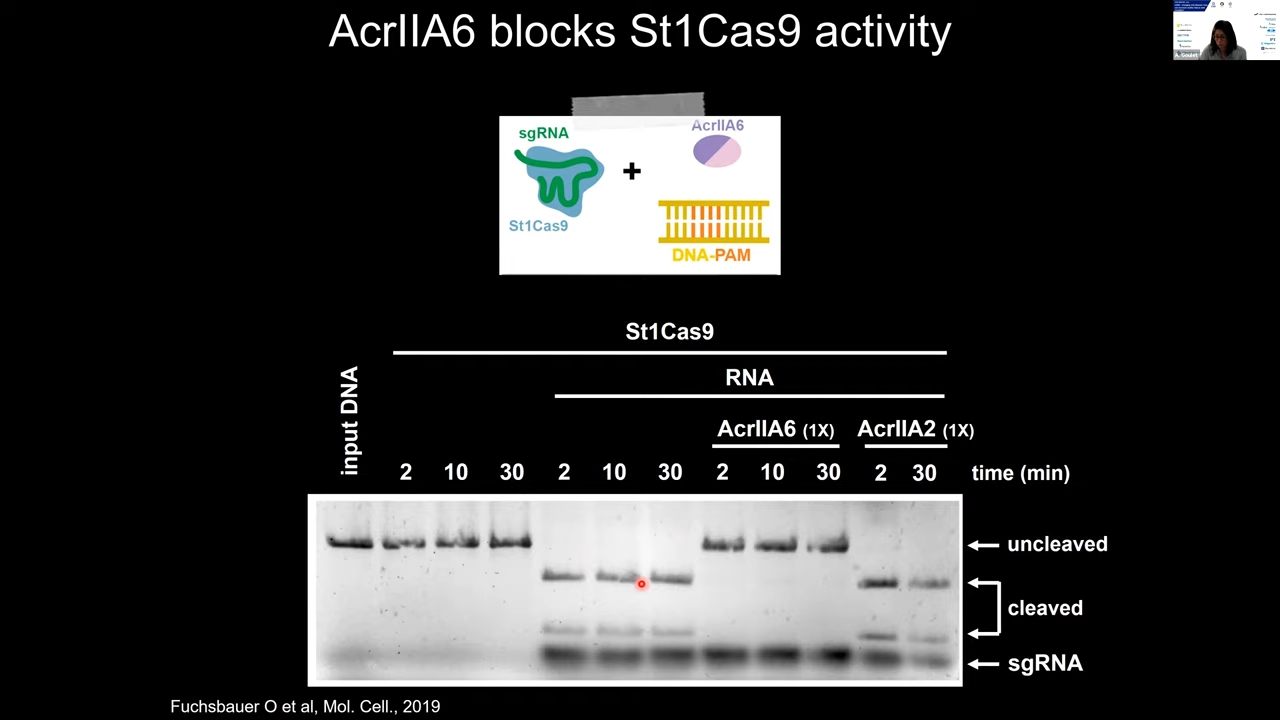 AcrIIA6 blocks St1Cas9 activity
sgRNA
AcrIIA6
+
St1Cas9
DNA-PAM
St1Cas9
RNA
input DNA
AcrIIA6 (1X) AcrIIA2 (1X)
2 10 30 2 10 30 2 10 30 2 30 time (min)
uncleaved
cleaved
sgRNA
Fuchsbauer O et al, Mol. Cell., 2019